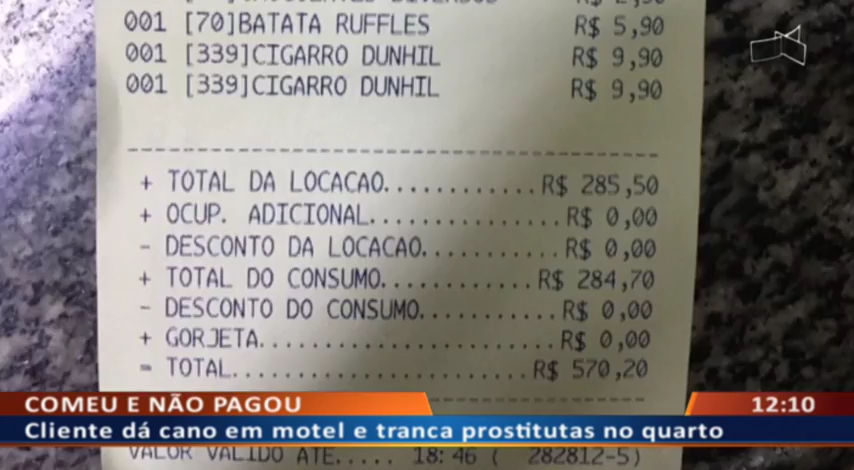 001 [70]BATATA RUFFLES R$ 5,90
001 [339]CIGARRO DUNHIL R$ 9,90
001 [339]CIGARRO DUNHIL R$ 9,90
+ TOTAL DA LOCACAO............R$ 285,50
+ OCUP. ADICIONAL..............R$ 0,00
- DESCONTO DA LOCACAO..........R$ 0,00
+ TOTAL DO CONSUMO............R$ 284,70
- DESCONTO DO CONSUMO..........R$ 0,00
+ GORJETA......................R$ 0,00
= TOTAL.......................R$ 570,20
COMEU E NÃO PAGOU 12:10
Cliente dá cano em motel e tranca prostitutas no quarto
VALOR VALIDO ATE..... 18:46 ( 282812-5)